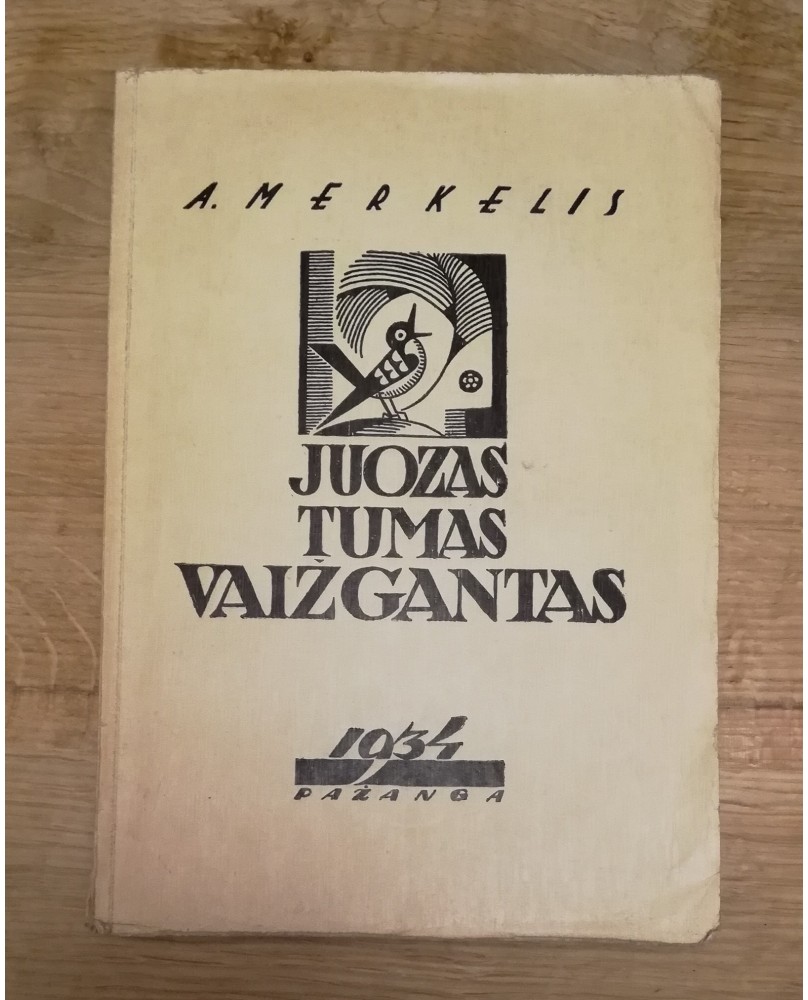 A. MERKELIS
JUOZAS
TUMAS
VAIŽGANTAS
1934
PAŽANGA